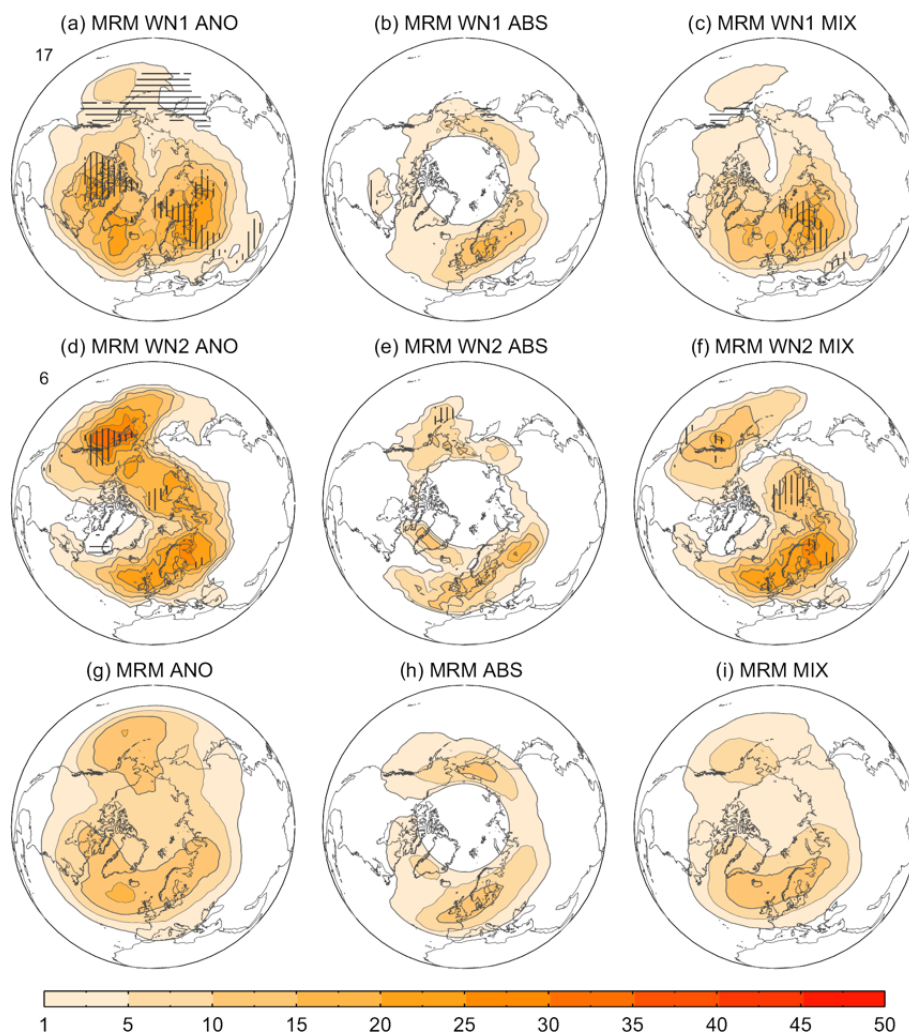 (a) MRM WN1 ANO (b) MRM WN1 ABS (c) MRM WN1 MIX
17
(d) MRM WN2 ANO (e) MRM WN2 ABS (f) MRM WN2 MIX
6
(g) MRM ANO (h) MRM ABS (i) MRM MIX
1 5 10 15 20 25 30 35 40 45 50